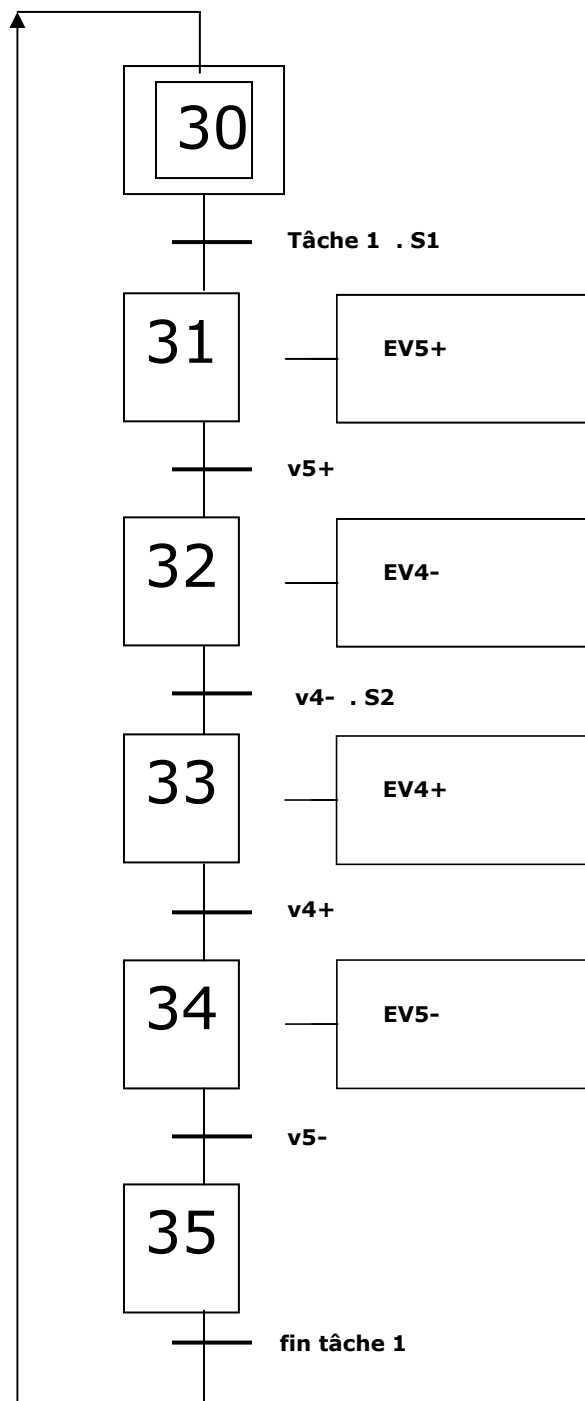 30
Tâche 1 . S1
31
EV5+
v5+
32
EV4-
v4- . S2
33
EV4+
v4+
34
EV5-
v5-
35
fin tâche 1